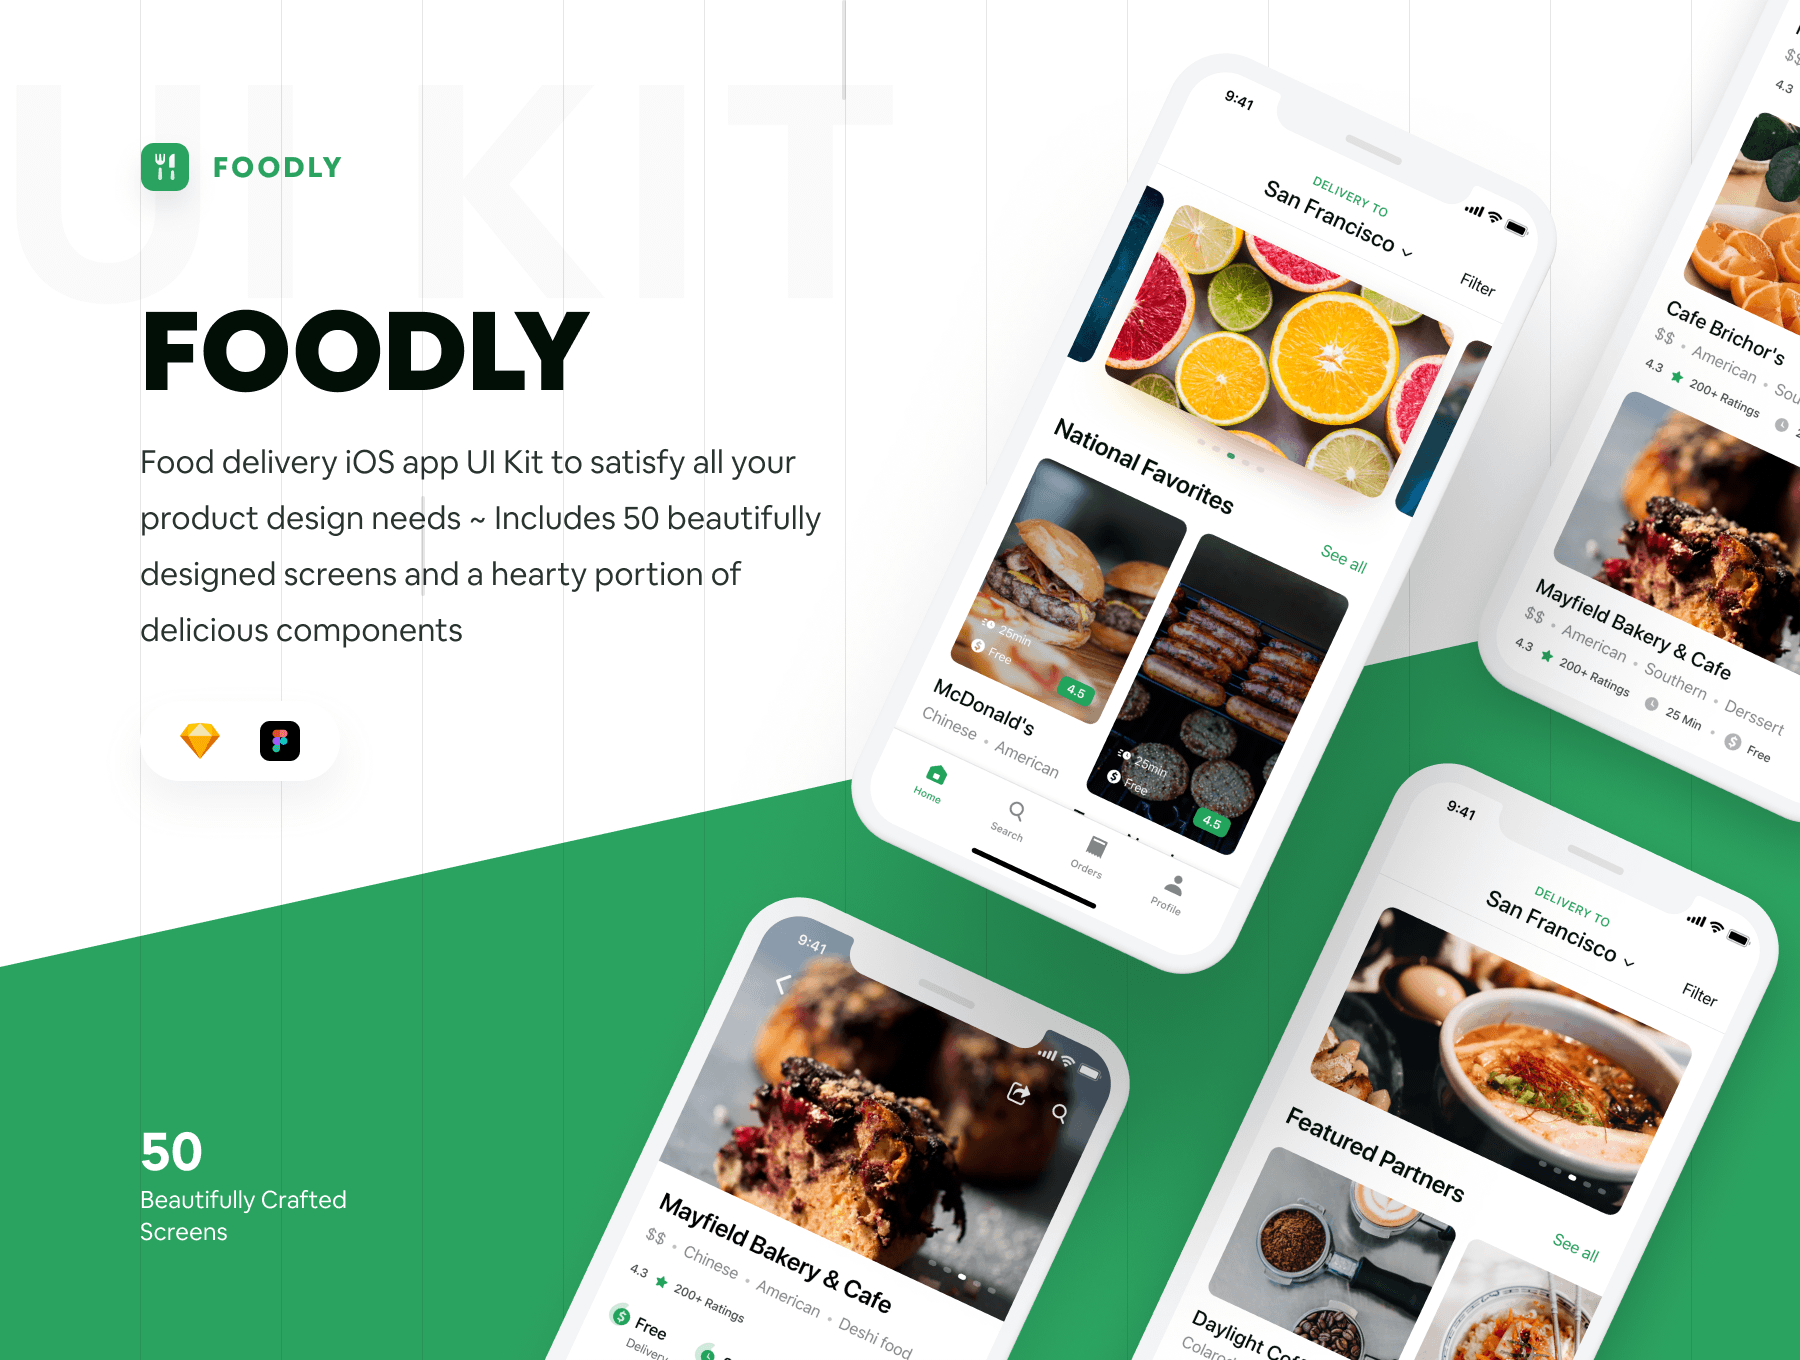 UI KIT
FOODLY
FOODLY
Food delivery iOS app UI Kit to satisfy all your
product design needs ~ Includes 50 beautifully
designed screens and a hearty portion of
delicious components
50
Beautifully Crafted
Screens
9:41
DELIVERY TO
San Francisco
Filter
National Favorites
See all
25min
Free
4.5
McDonald's
Chinese • American
25min
Free
4.5
Home
Search
Orders
Profile
$$
4.3
Cafe Brichor's
$$ • American •
4.3 200+ Ratings
Mayfield Bakery & Cafe
$$ • American • Southern • Derssert
4.3 200+ Ratings 25 Min • Free
9:41
Mayfield Bakery & Cafe
$$ • Chinese • American • Deshi food
4.3 200+ Ratings
Free
Delivery
9:41
DELIVERY TO
San Francisco
Filter
Featured Partners
See all
Daylight